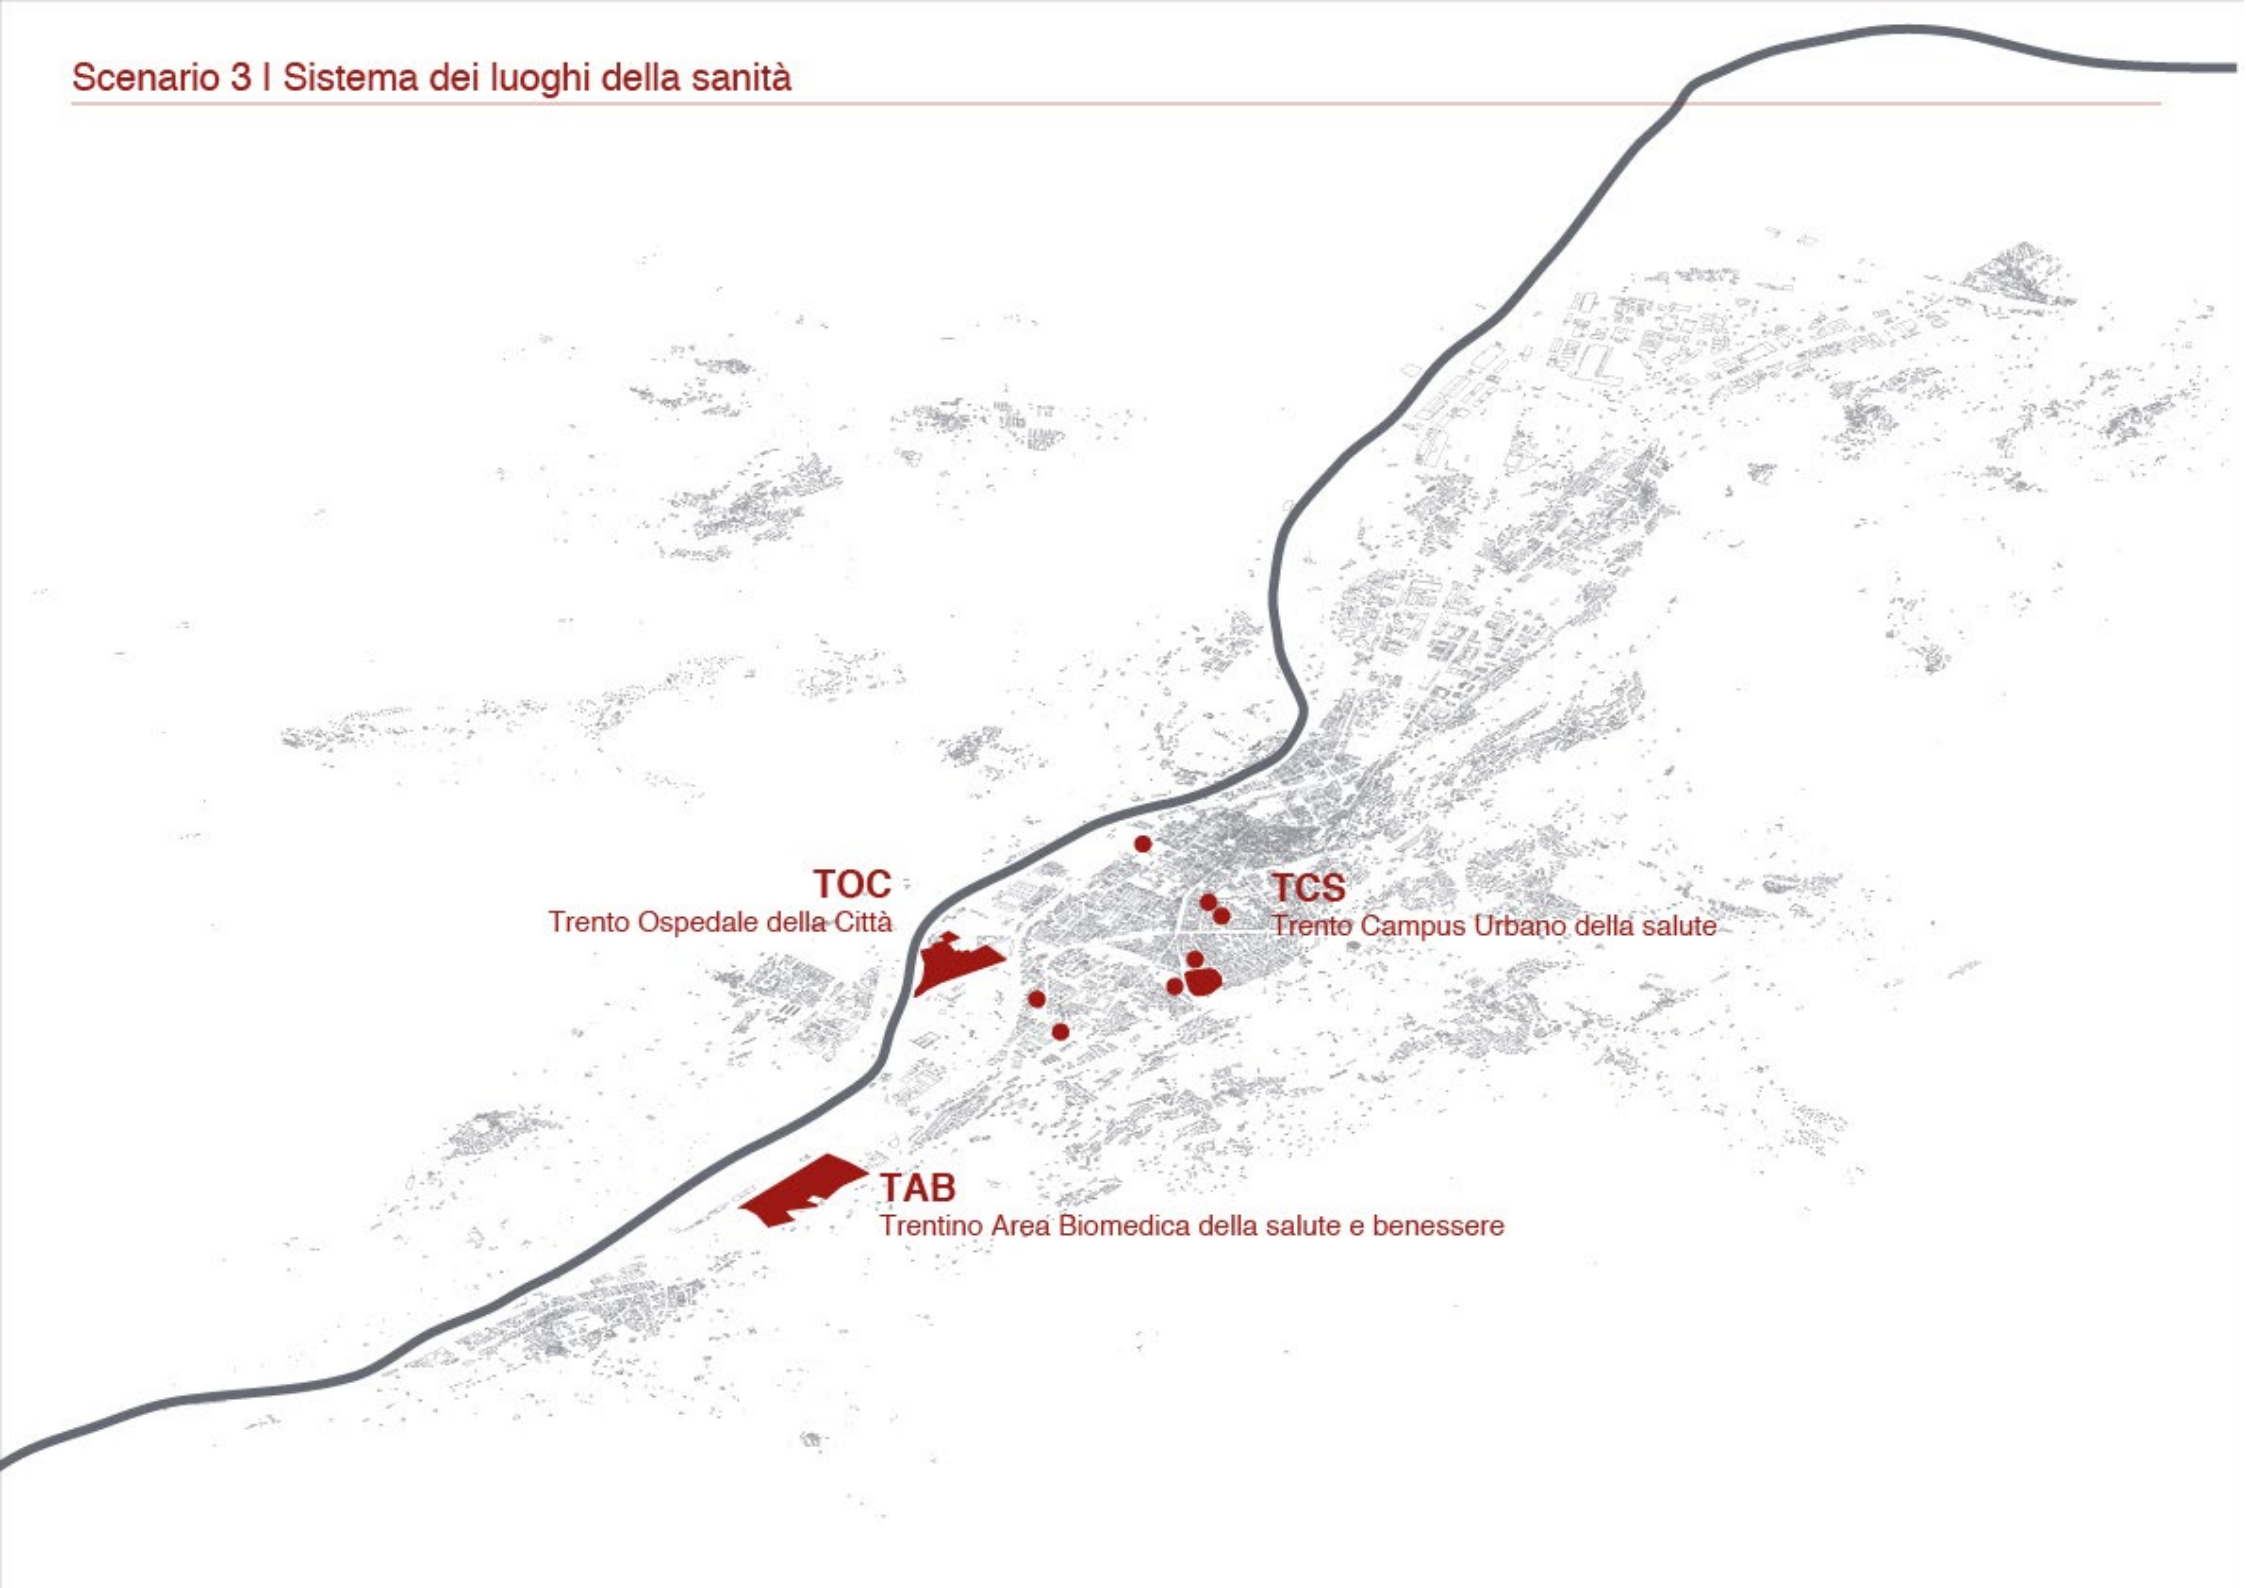 Scenario 3 | Sistema dei luoghi della sanità
TOC
Trento Ospedale della Città
TCS
Trento Campus Urbano della salute
TAB
Trentino Area Biomedica della salute e benessere